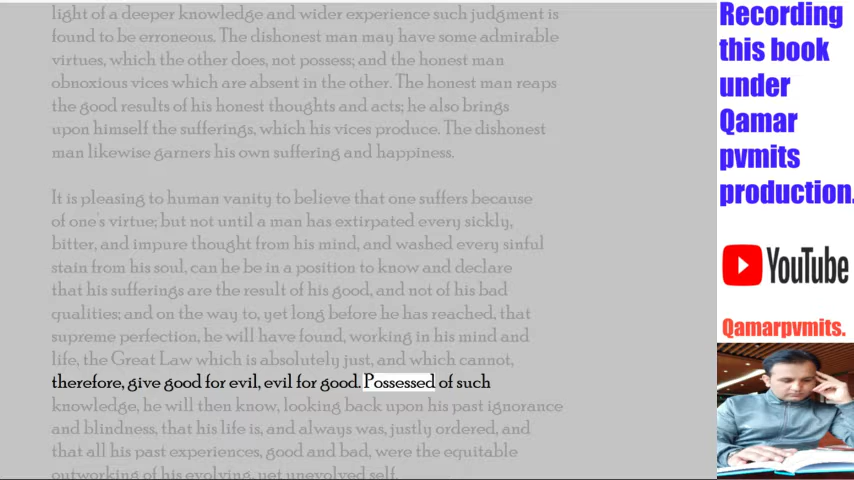 light of a deeper knowledge and wider experience such judgment is
found to be erroneous. The dishonest man may have some admirable
virtues, which the other does, not possess; and the honest man
obnoxious vices which are absent in the other. The honest man reaps
the good results of his honest thoughts and acts; he also brings
upon himself the sufferings, which his vices produce. The dishonest
man likewise garners his own suffering and happiness.
It is pleasing to human vanity to believe that one suffers because
of one's virtue; but not until a man has extirpated every sickly,
bitter, and impure thought from his mind, and washed every sinful
stain from his soul, can he be in a position to know and declare
that his sufferings are the result of his good, and not of his bad
qualities; and on the way to, yet long before he has reached, that
supreme perfection, he will have found, working in his mind and
life, the Great Law which is absolutely just, and which cannot,
therefore, give good for evil, evil for good. Possessed of such
knowledge, he will then know, looking back upon his past ignorance
and blindness, that his life is, and always was, justly ordered, and
that all his past experiences, good and bad, were the equitable
outworking of his evolving, yet unevolved self.
Recording
this book
under
Qamar
pvmits
production.
YouTube
Qamarpvmits.